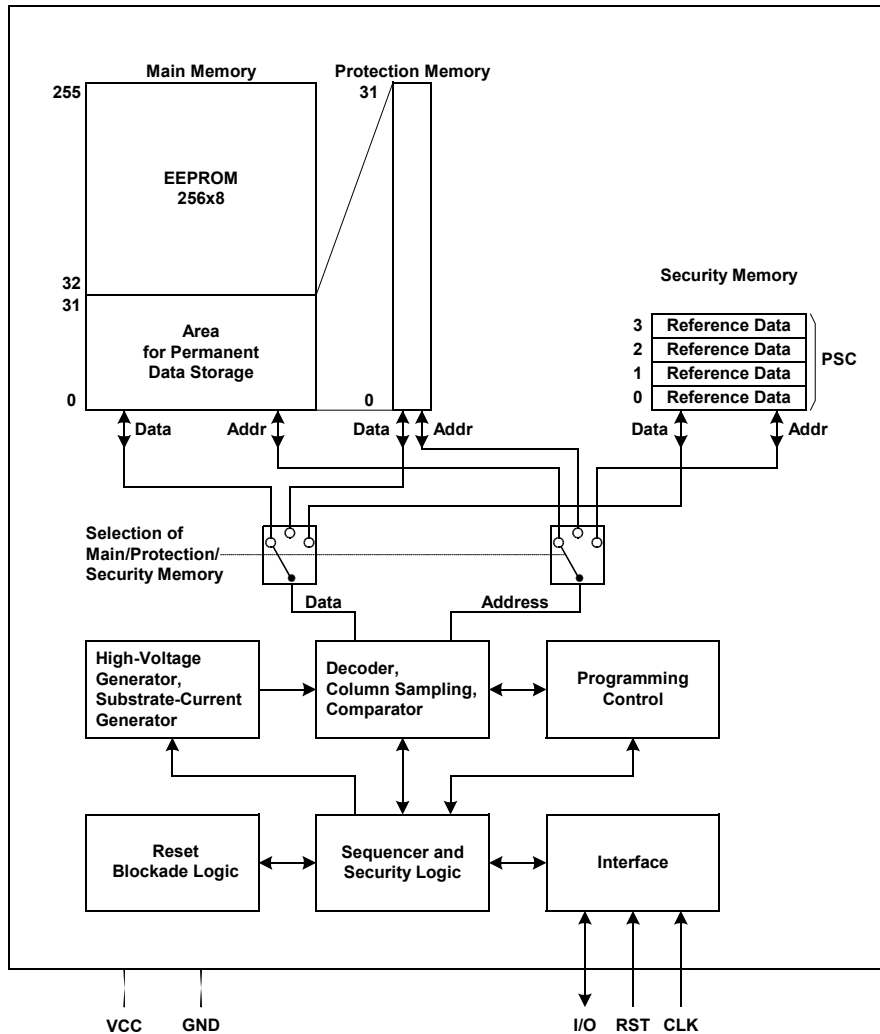 Main Memory
Protection Memory
255
31
EEPROM
256x8
32
31
Security Memory
Area
for Permanent
Data Storage
3 Reference Data
2 Reference Data
1 Reference Data
0 Reference Data
PSC
0
0
Data
Addr
Data
Addr
Data
Addr
Selection of
Main/Protection/
Security Memory
Data
Address
High-Voltage
Generator,
Substrate-Current
Generator
Decoder,
Column Sampling,
Comparator
Programming
Control
Reset
Blockade Logic
Sequencer and
Security Logic
Interface
VCC
GND
I/O
RST
CLK